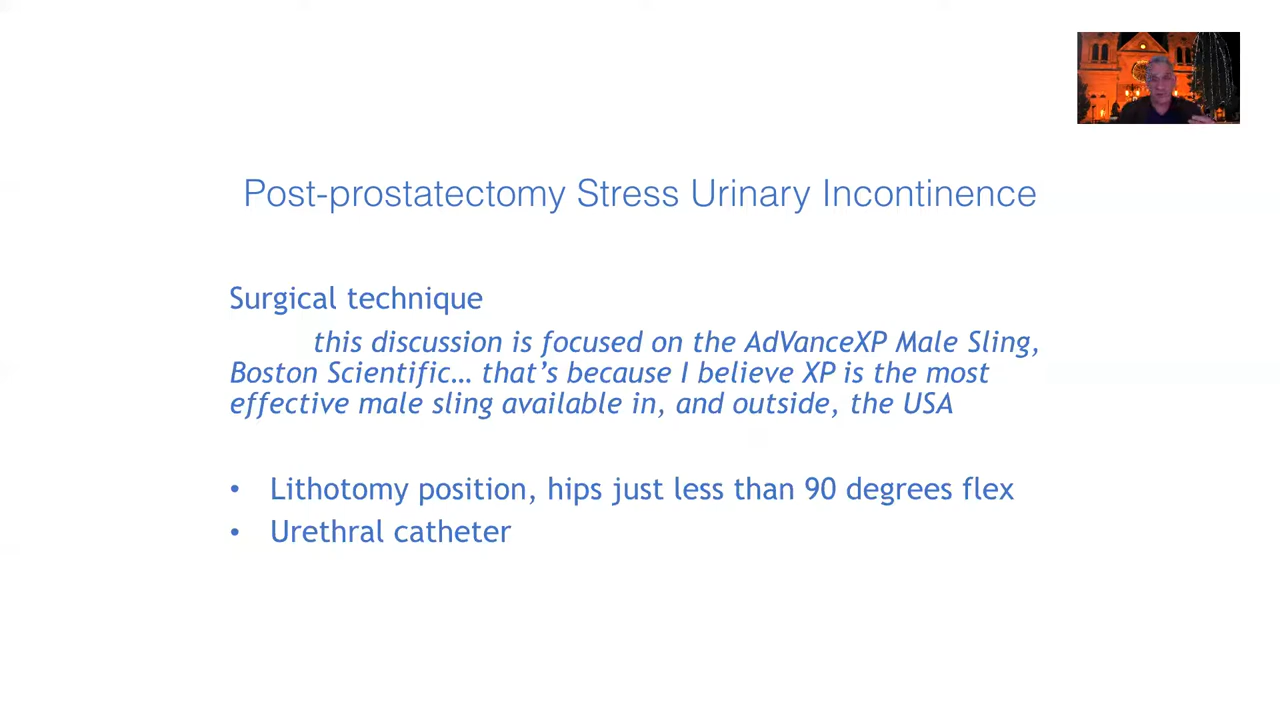 Post-prostatectomy Stress Urinary Incontinence
Surgical technique
this discussion is focused on the AdVanceXP Male Sling,
Boston Scientific… that’s because I believe XP is the most
effective male sling available in, and outside, the USA
• Lithotomy position, hips just less than 90 degrees flex
• Urethral catheter